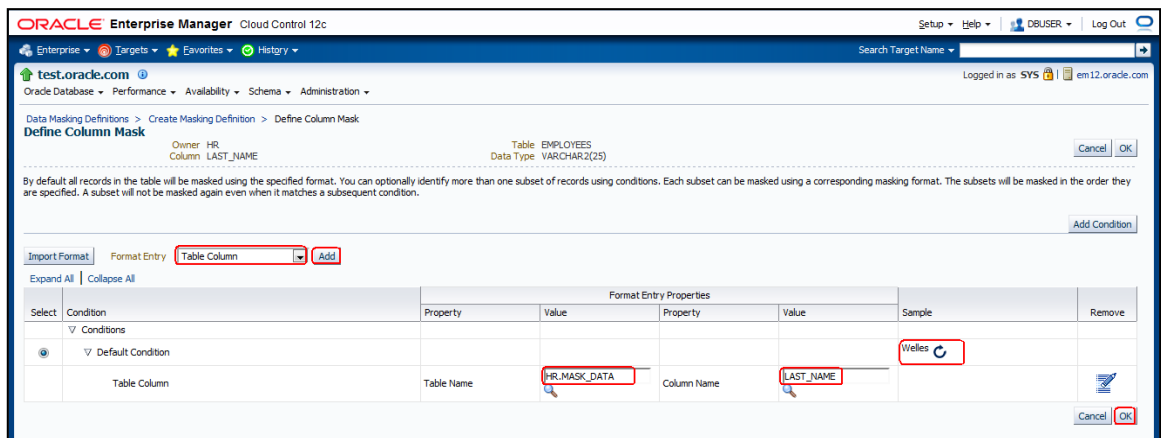 ORACLE Enterprise Manager Cloud Control 12c Setup Help DBUSER Log Out
Enterprise Targets Favorites History Search Target Name
test.oracle.com Logged in as SYS em12.oracle.com
Oracle Database Performance Availability Schema Administration
Data Masking Definitions > Create Masking Definition > Define Column Mask
Define Column Mask
Owner HR Table EMPLOYEES
Column LAST_NAME Data Type VARCHAR2(25) Cancel OK
By default all records in the table will be masked using the specified format. You can optionally identify more than one subset of records using conditions. Each subset can be masked using a corresponding masking format. The subsets will be masked in the order they
are specified. A subset will not be masked again even when it matches a subsequent condition.
Add Condition
Import Format Format Entry Table Column Add
Expand All | Collapse All
Format Entry Properties
Select Condition Property Value Property Value Sample Remove
Conditions
Default Condition Welles
Table Column Table Name HR.MASK_DATA Column Name LAST_NAME
Cancel OK